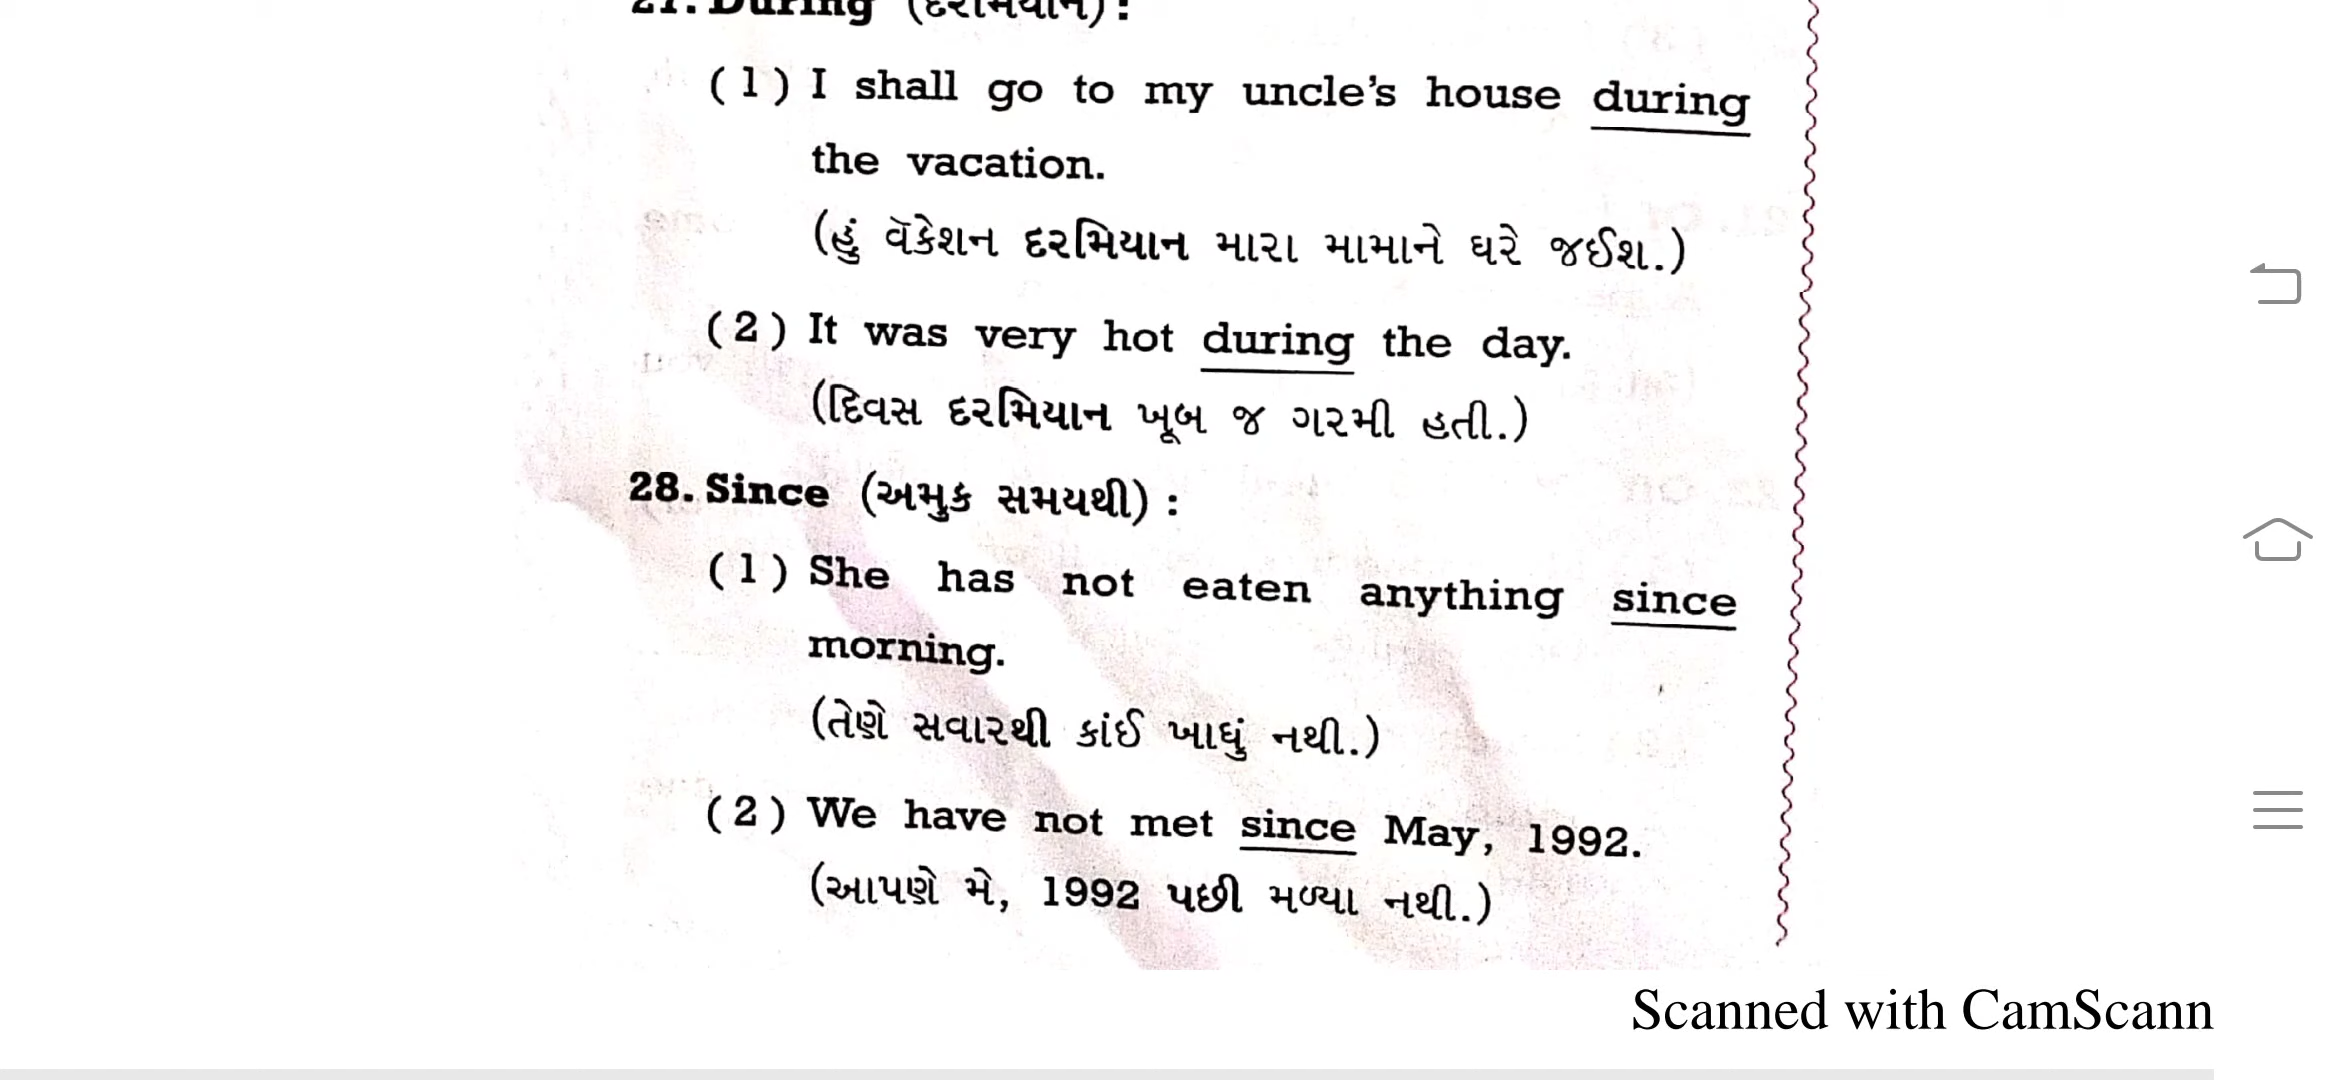 27. During (દરમિયાન) :
(1) I shall go to my uncle's house during
the vacation.
(હું વૅકેશન દરમિયાન મારા મામાને ઘરે જઈશ.)
(2) It was very hot during the day.
(દિવસ દરમિયાન ખૂબ જ ગરમી હતી.)
28. Since (અમુક સમયથી) :
(1) She has not eaten anything since
morning.
(તેણે સવારથી કાંઈ ખાધું નથી.)
(2) We have not met since May, 1992.
(આપણે મે, 1992 પછી મળ્યા નથી.)
Scanned with CamScann